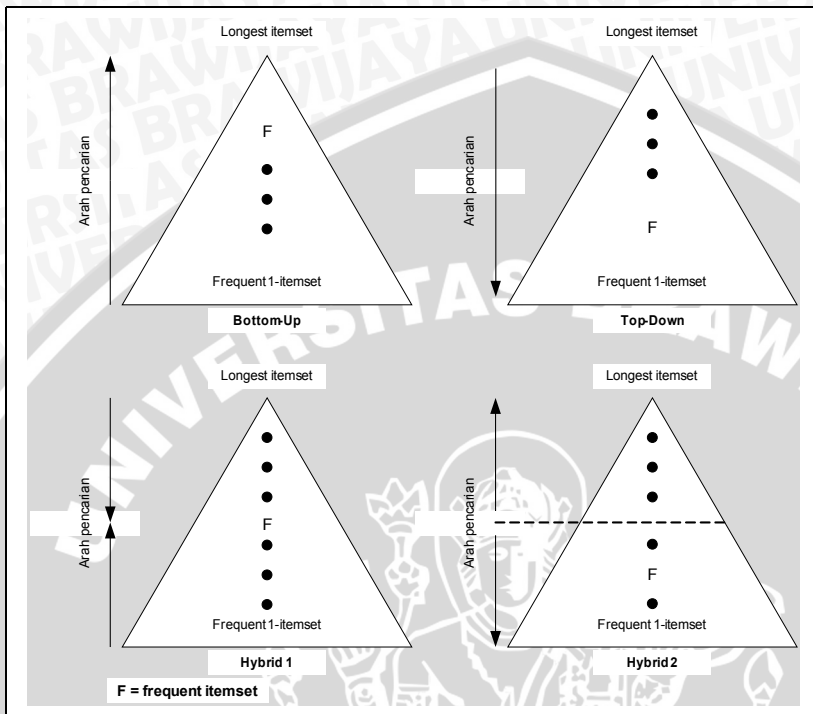 Longest itemset
Longest itemset
Arah pencarian
F
Arah pencarian
F
Frequent 1-itemset
Frequent 1-itemset
Bottom-Up
Top-Down
Longest itemset
Longest itemset
Arah pencarian
F
Arah pencarian
F
Frequent 1-itemset
Frequent 1-itemset
Hybrid 1
Hybrid 2
F = frequent itemset
UNIVERSITAS BRAWIJAYA